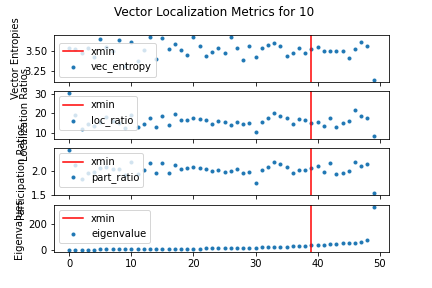 Vector Localization Metrics for 10
Vector Entropies
3.50
3.25
xmin
vec_entropy
Localization Ratios
30
20
10
xmin
loc_ratio
Participation Ratios
2.0
1.5
xmin
part_ratio
Eigenvalues
200
0
xmin
eigenvalue
0
10
20
30
40
50